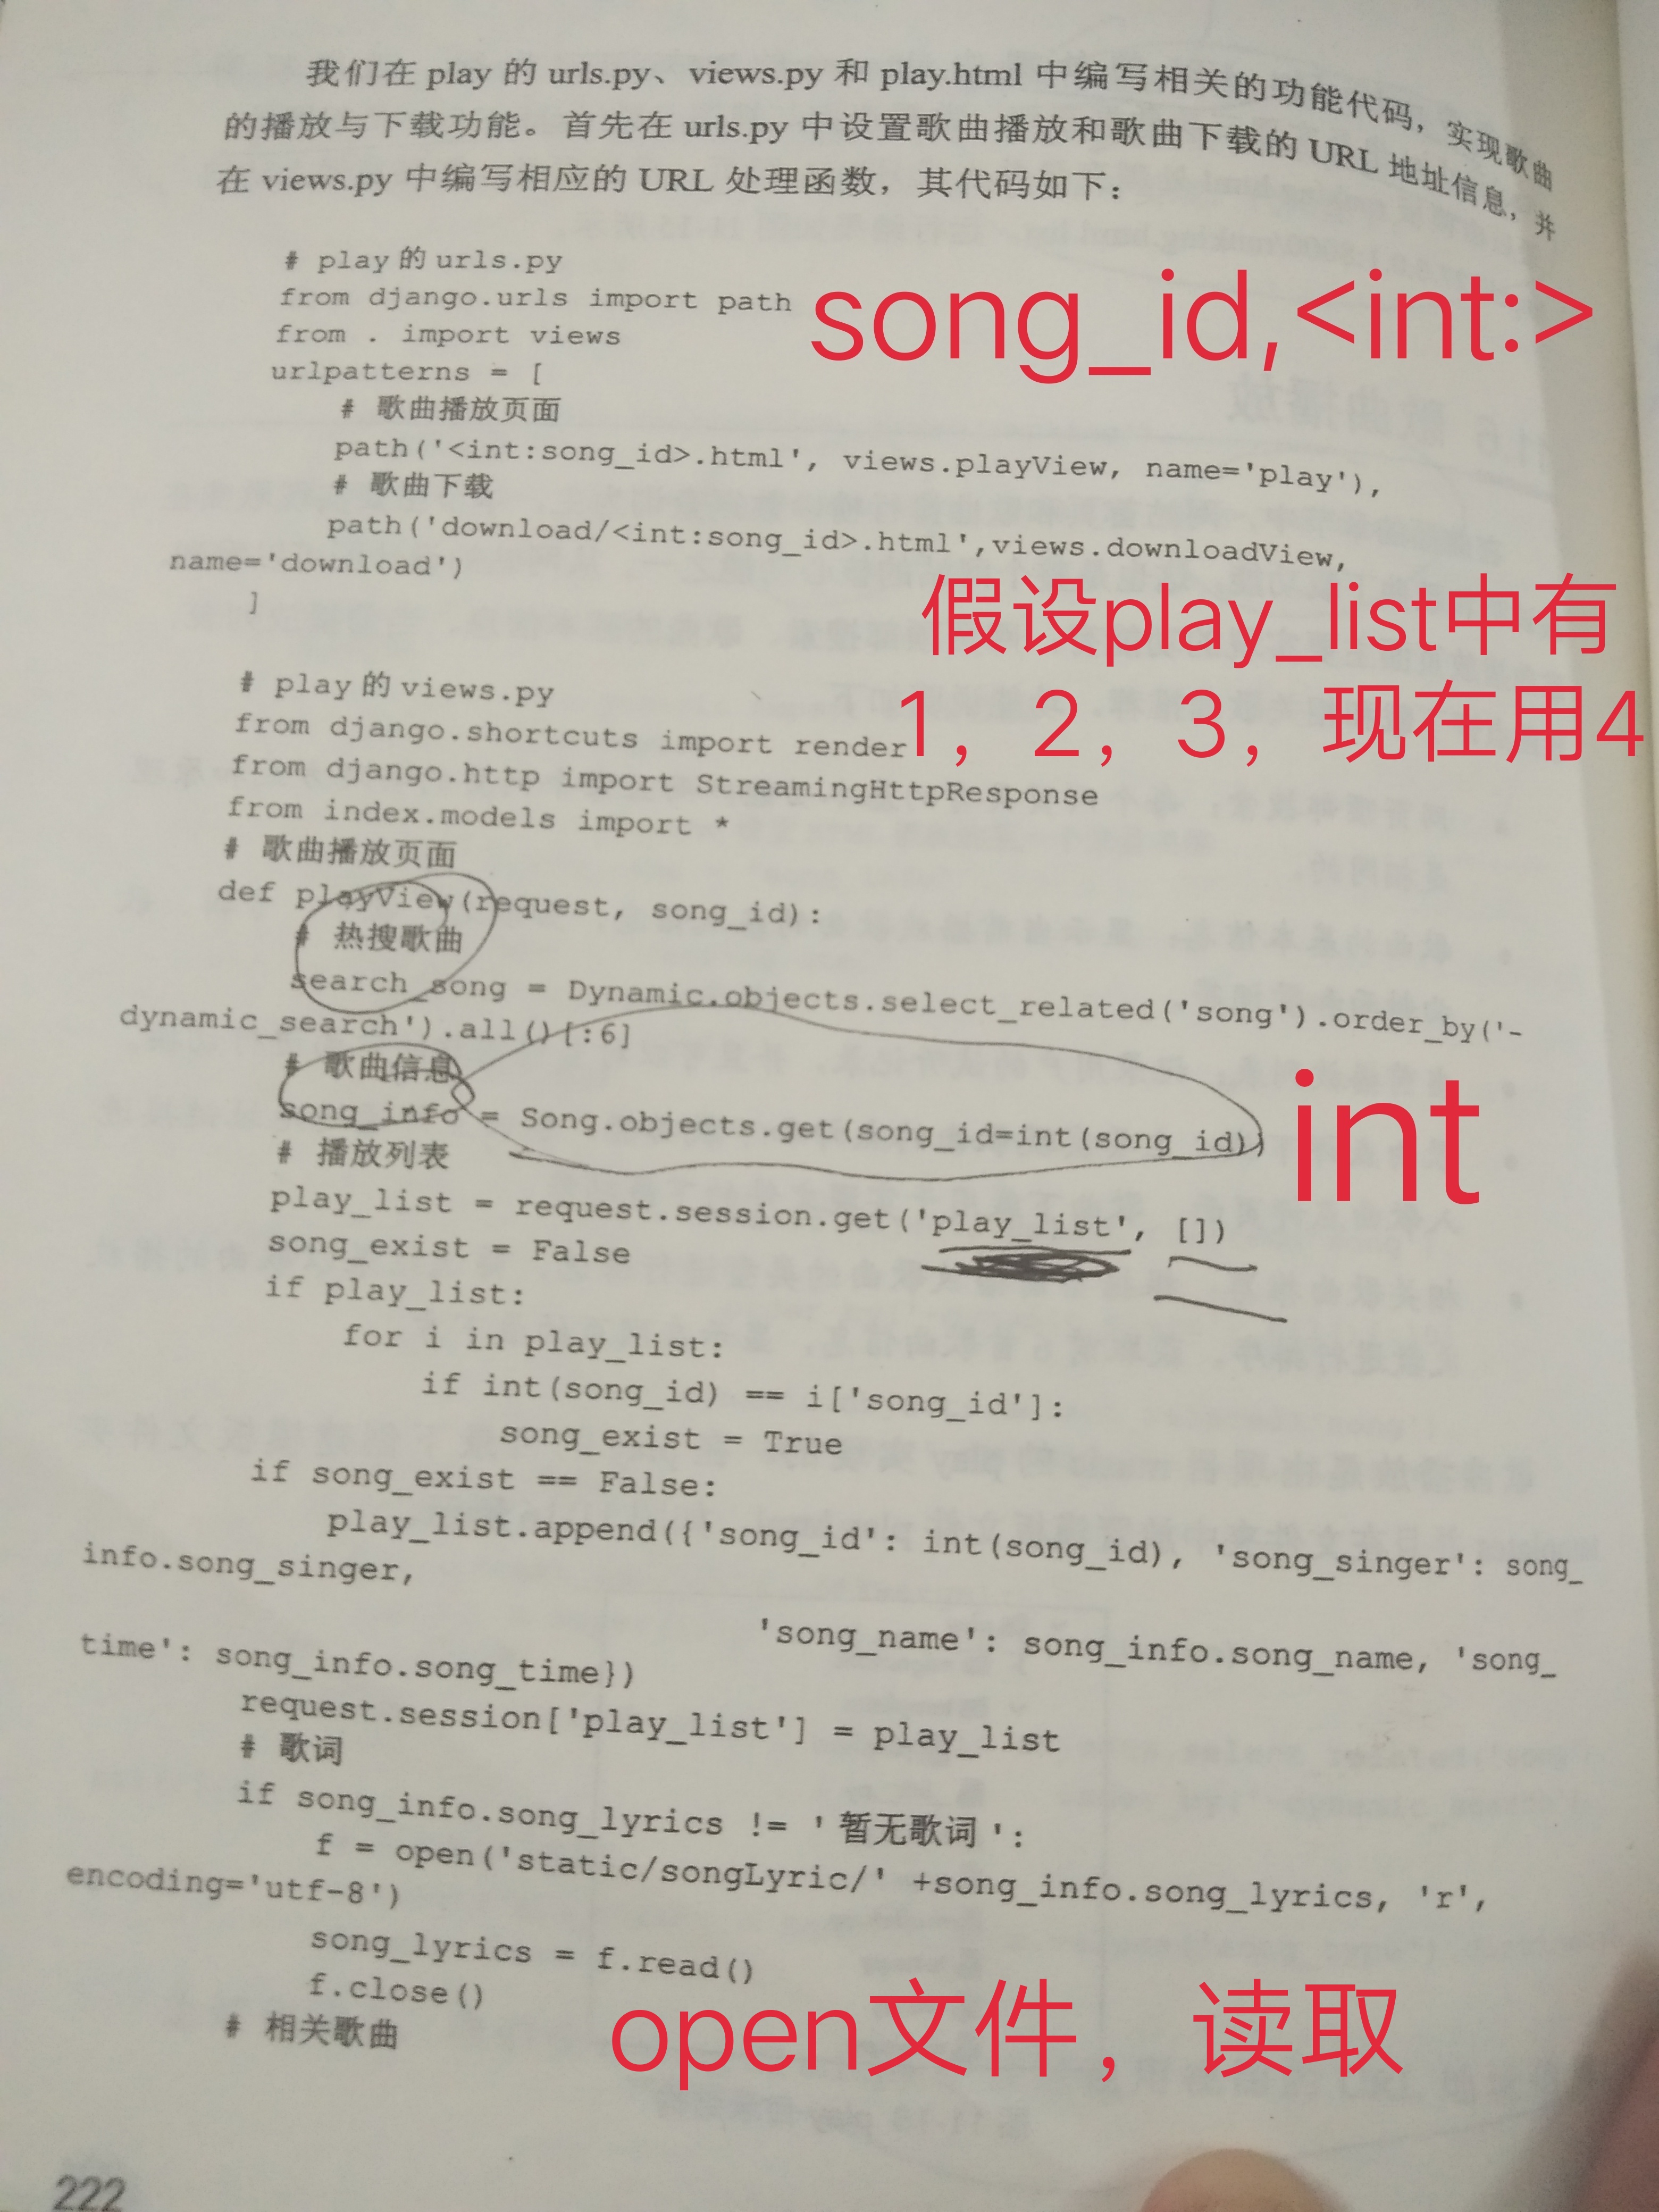 我们在 play 的 urls.py、views.py 和 play.html 中编写相关的功能代码，实现歌曲
的播放与下载功能。首先在 urls.py 中设置歌曲播放和歌曲下载的 URL 地址信息，并
在 views.py 中编写相应的 URL 处理函数，其代码如下：
# play 的 urls.py
from django.urls import path
song_id,<int:>
from . import views
urlpatterns = [
# 歌曲播放页面
path('<int:song_id>.html', views.playView, name='play'),
# 歌曲下载
path('download/<int:song_id>.html',views.downloadView,
name='download')
]
假设play_list中有
1，2，3，现在用4
# play 的 views.py
from django.shortcuts import render
from django.http import StreamingHttpResponse
from index.models import *
# 歌曲播放页面
def playView(request, song_id):
# 热搜歌曲
search_song = Dynamic.objects.select_related('song').order_by('-
dynamic_search').all()[:6]
# 歌曲信息
song_info = Song.objects.get(song_id=int(song_id))
int
# 播放列表
play_list = request.session.get('play_list', [])
song_exist = False
if play_list:
for i in play_list:
if int(song_id) == i['song_id']:
song_exist = True
if song_exist == False:
play_list.append({'song_id': int(song_id), 'song_singer': song_
info.song_singer,
'song_name': song_info.song_name, 'song_
time': song_info.song_time})
request.session['play_list'] = play_list
# 歌词
if song_info.song_lyrics != '暂无歌词':
f = open('static/songLyric/' +song_info.song_lyrics, 'r',
encoding='utf-8')
song_lyrics = f.read()
f.close()
# 相关歌曲
open文件，读取
222